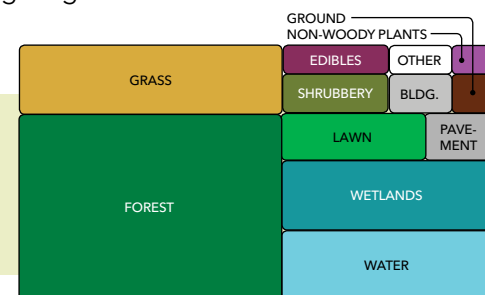 GROUND
NON-WOODY PLANTS
EDIBLES
OTHER
GRASS
SHRUBBERY
BLDG.
LAWN
PAVE-
MENT
WETLANDS
FOREST
WATER